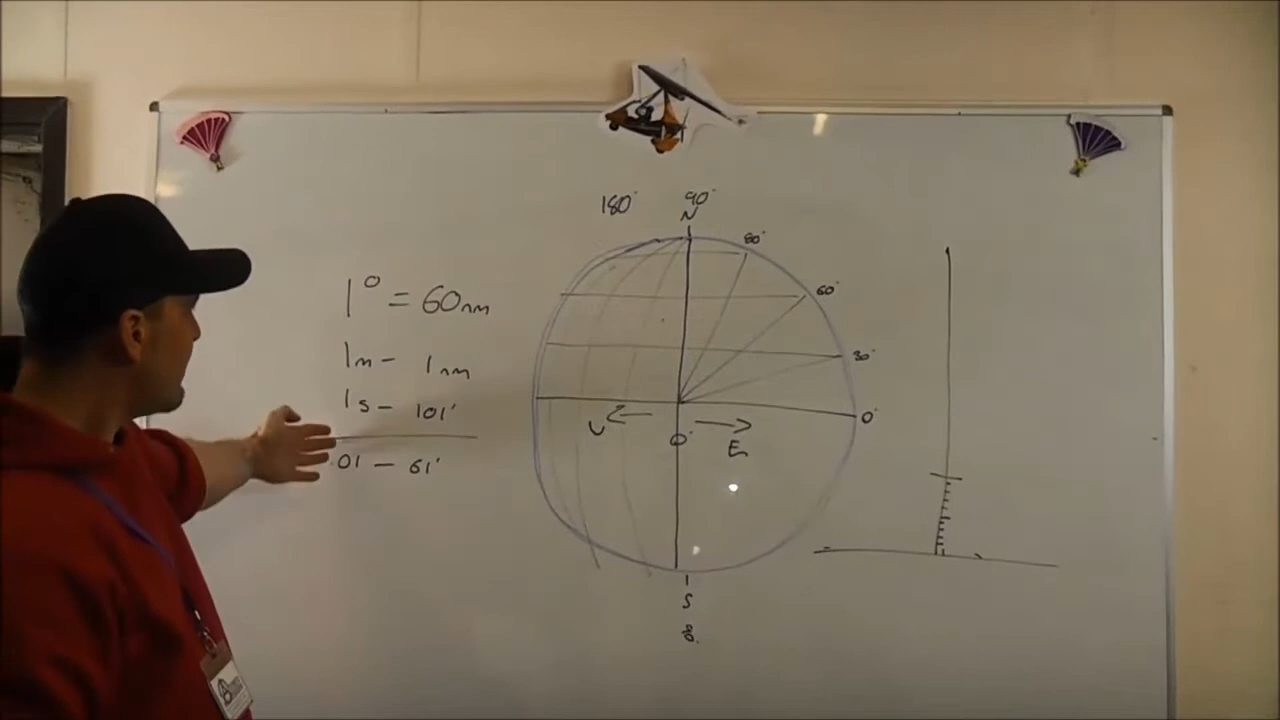 180° 90°
N
80°
1° = 60nm
60°
1m - 1nm
30°
1s - 101'
0°
0°
E
01 - 61'
S